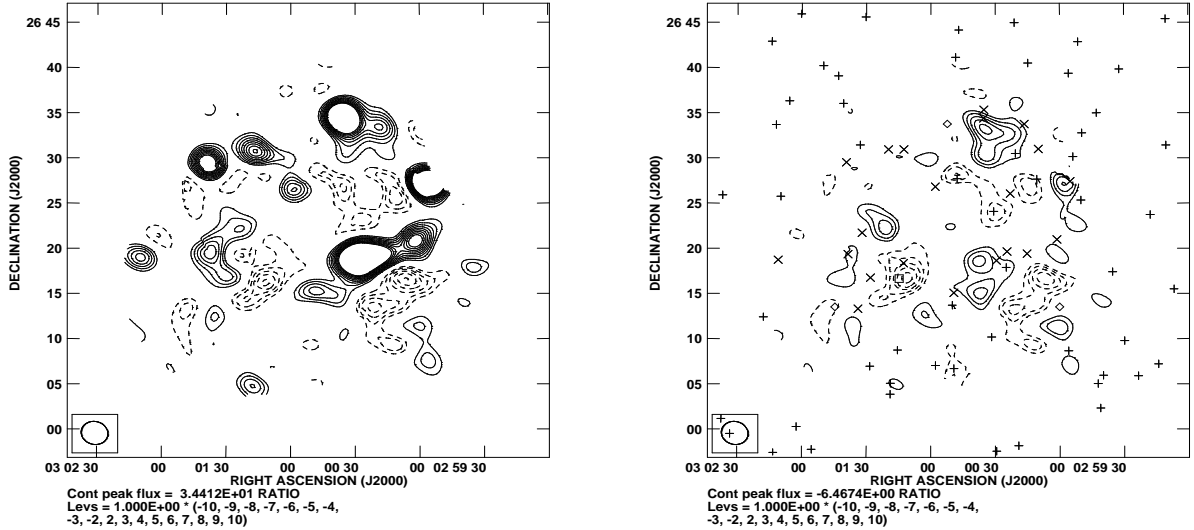 26 45
40
35
30
25
20
15
10
05
00
DECLINATION (J2000)
03 02 30 00 01 30 00 00 30 00 02 59 30
RIGHT ASCENSION (J2000)
Cont peak flux = 3.4412E+01 RATIO
Levs = 1.000E+00 * (-10, -9, -8, -7, -6, -5, -4,
-3, -2, 2, 3, 4, 5, 6, 7, 8, 9, 10)
26 45
40
35
30
25
20
15
10
05
00
DECLINATION (J2000)
03 02 30 00 01 30 00 00 30 00 02 59 30
RIGHT ASCENSION (J2000)
Cont peak flux = -6.4674E+00 RATIO
Levs = 1.000E+00 * (-10, -9, -8, -7, -6, -5, -4,
-3, -2, 2, 3, 4, 5, 6, 7, 8, 9, 10)